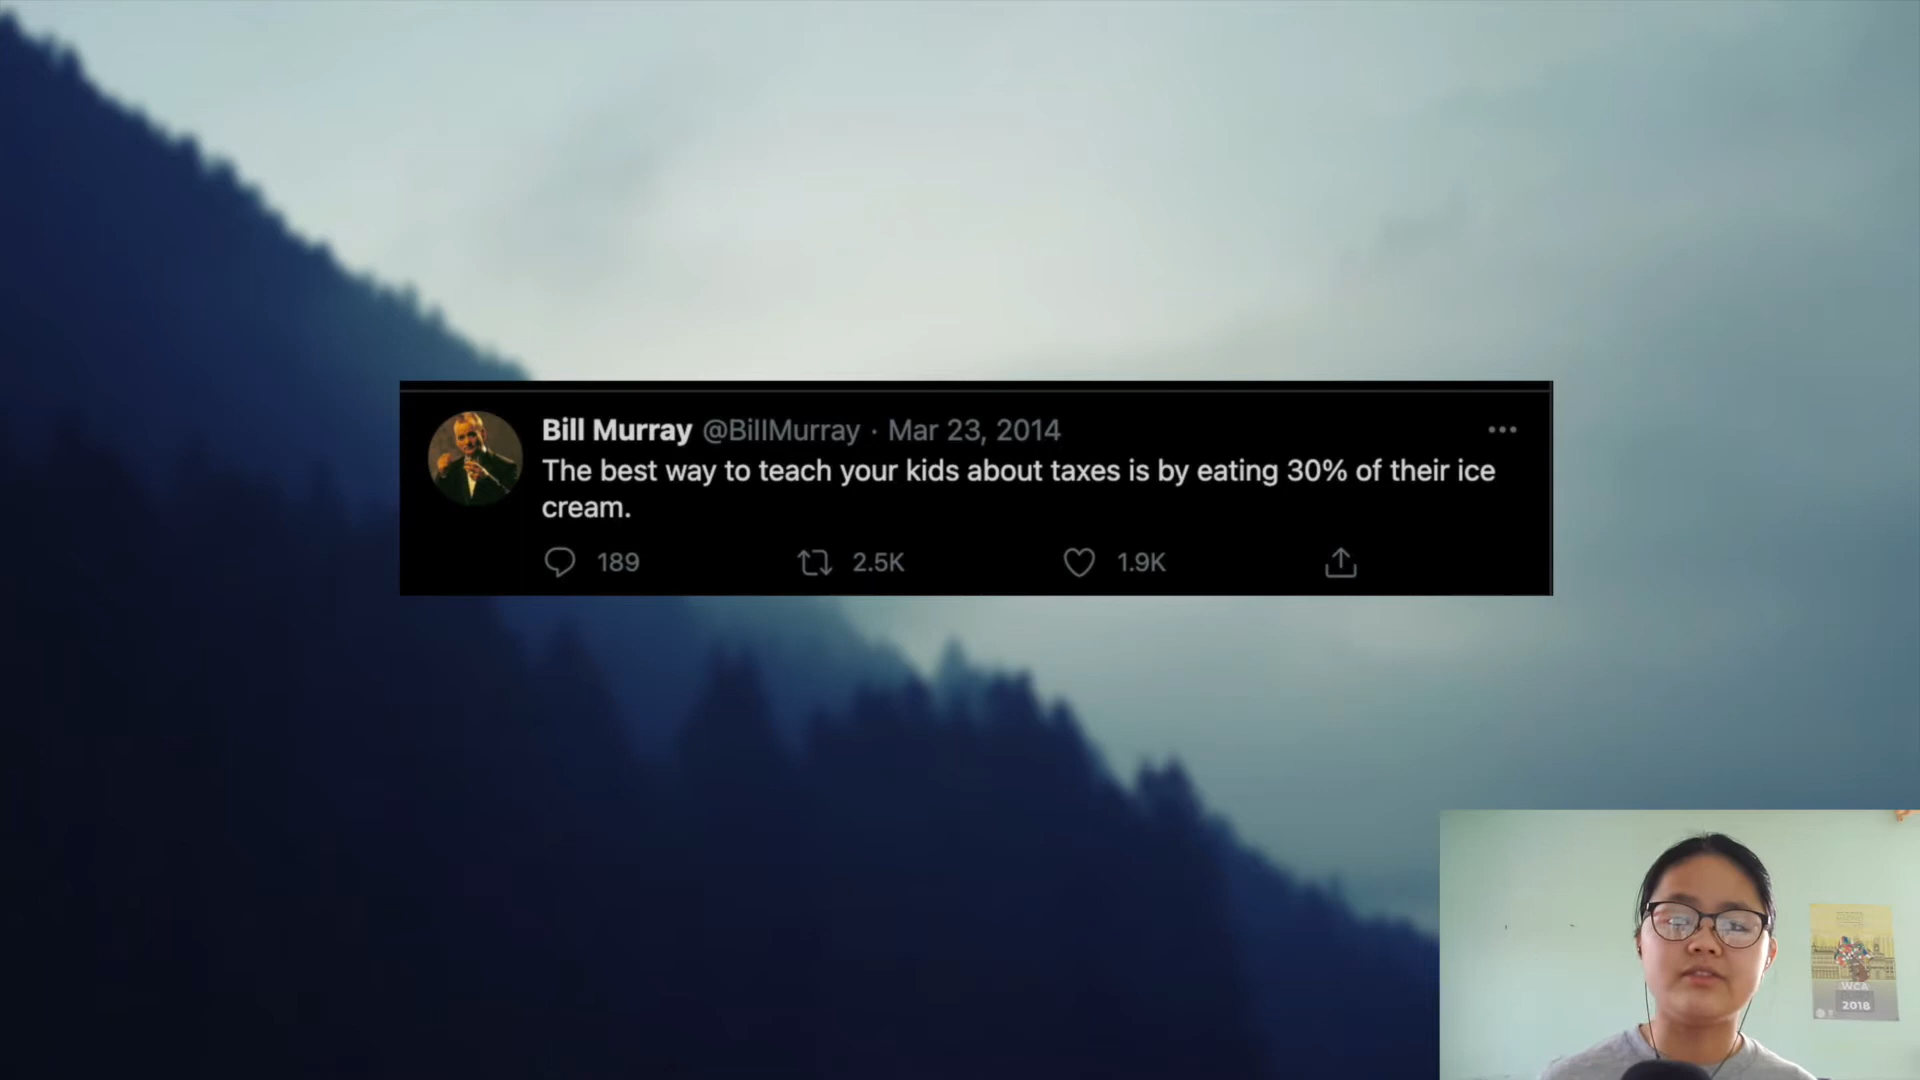 Bill Murray @BillMurray · Mar 23, 2014
The best way to teach your kids about taxes is by eating 30% of their ice
cream.
189 2.5K 1.9K
WCA
2018